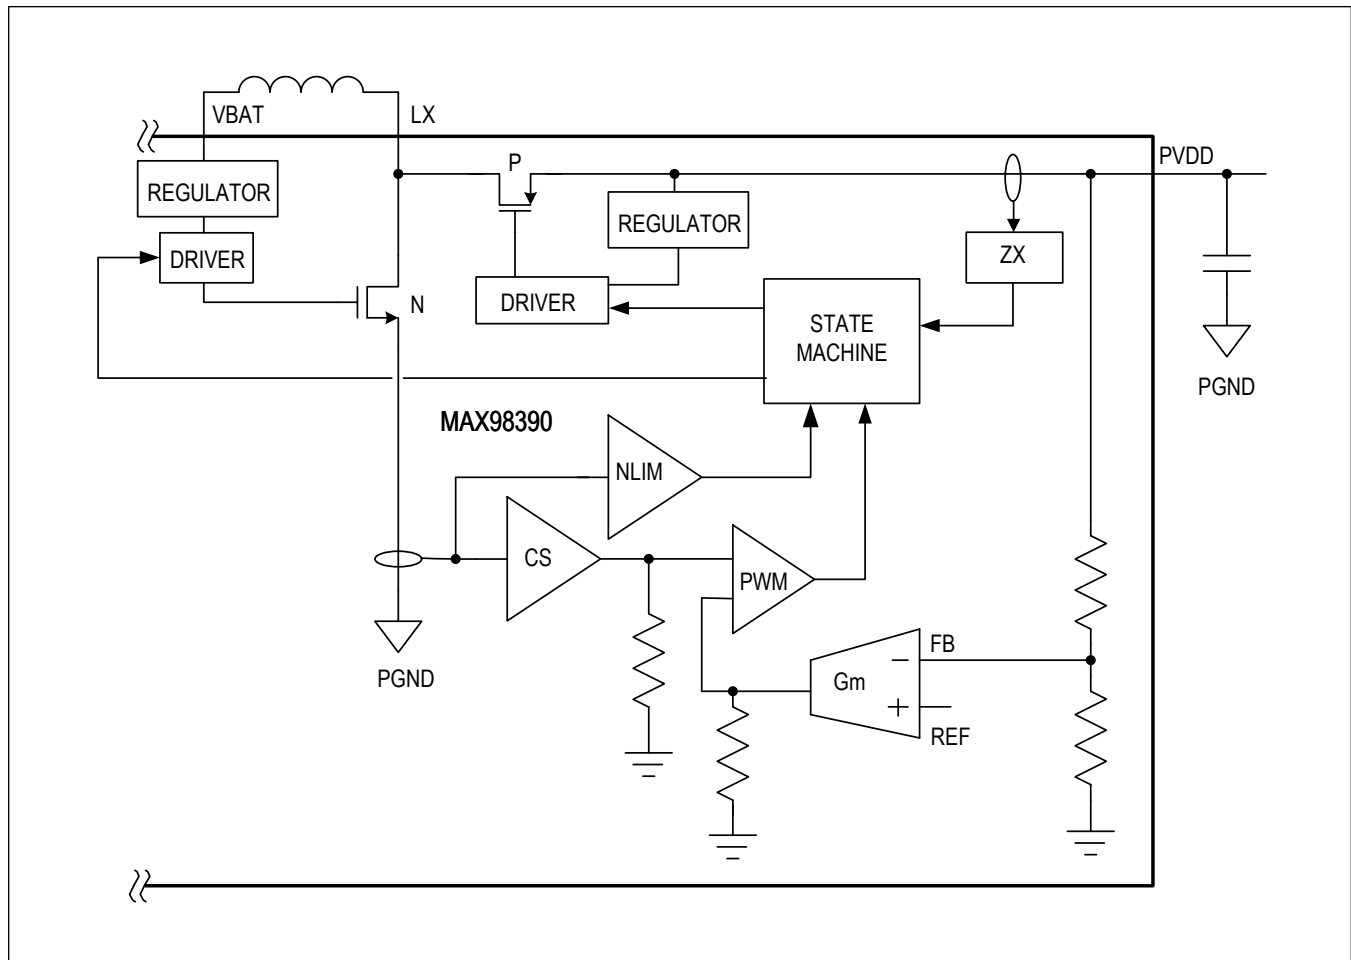 VBAT
LX
P
PVDD
REGULATOR
REGULATOR
DRIVER
ZX
DRIVER
N
STATE
MACHINE
PGND
MAX98390
NLIM
CS
PWM
FB
−
Gm
+
REF
PGND